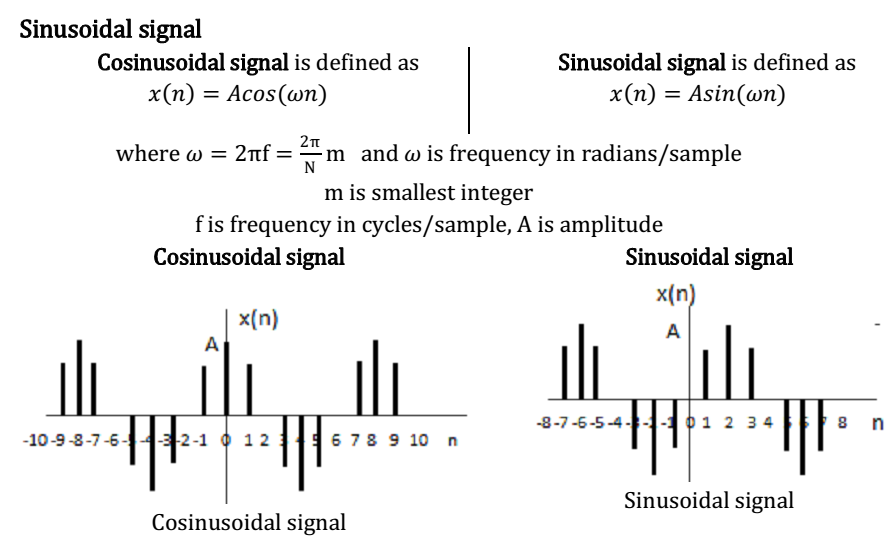 Sinusoidal signal
Cosinusoidal signal is defined as
x(n) = Acos(ωn)
Sinusoidal signal is defined as
x(n) = Asin(ωn)
where ω = 2πf = 2π/N m and ω is frequency in radians/sample
m is smallest integer
f is frequency in cycles/sample, A is amplitude
Cosinusoidal signal
x(n)
A
-10 -9 -8 -7 -6 -5 -4 -3 -2 -1 0 1 2 3 4 5 6 7 8 9 10 n
Cosinusoidal signal
Sinusoidal signal
x(n)
A
-8 -7 -6 -5 -4 -3 -2 -1 0 1 2 3 4 5 6 7 8 n
Sinusoidal signal